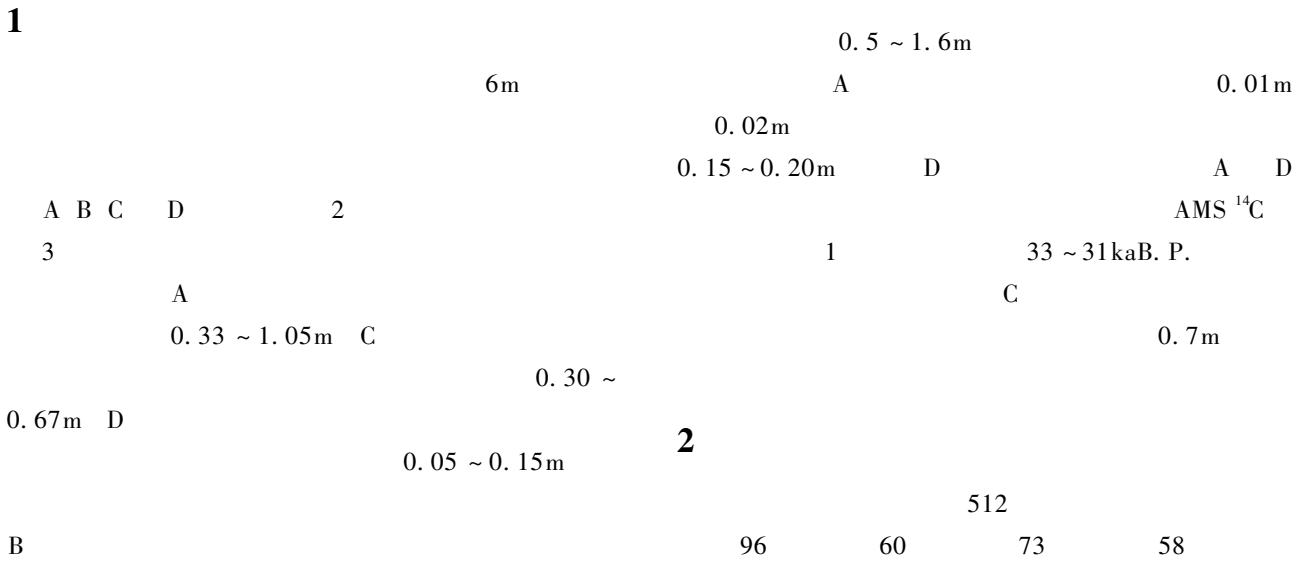 1
6m
A B C D 2
3
A
0. 33 ~ 1. 05m C
0. 30 ~
0. 67m D
0. 05 ~ 0. 15m
B
0. 5 ~ 1. 6m
A 0. 01m
0. 02m
0. 15 ~ 0. 20m D A D
AMS ¹⁴C
1 33 ~ 31kaB. P.
C
0. 7m
2
512
96 60 73 58